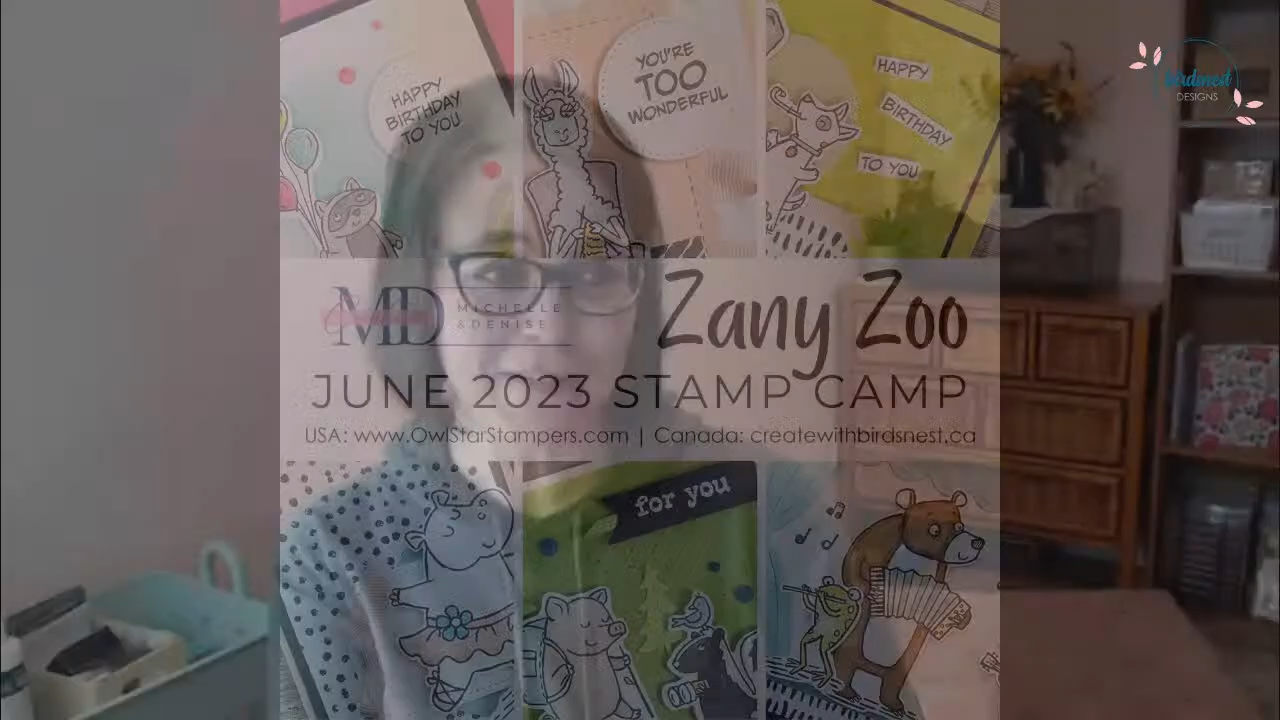 HAPPY
BIRTHDAY
TO YOU
YOU'RE
TOO
WONDERFUL
HAPPY
BIRTHDAY
TO YOU
birdsnest
DESIGNS
MD
MICHELLE
& DENISE
Zany Zoo
JUNE 2023 STAMP CAMP
USA: www.OwlStarStampers.com | Canada: createwithbirdsnest.ca
for you